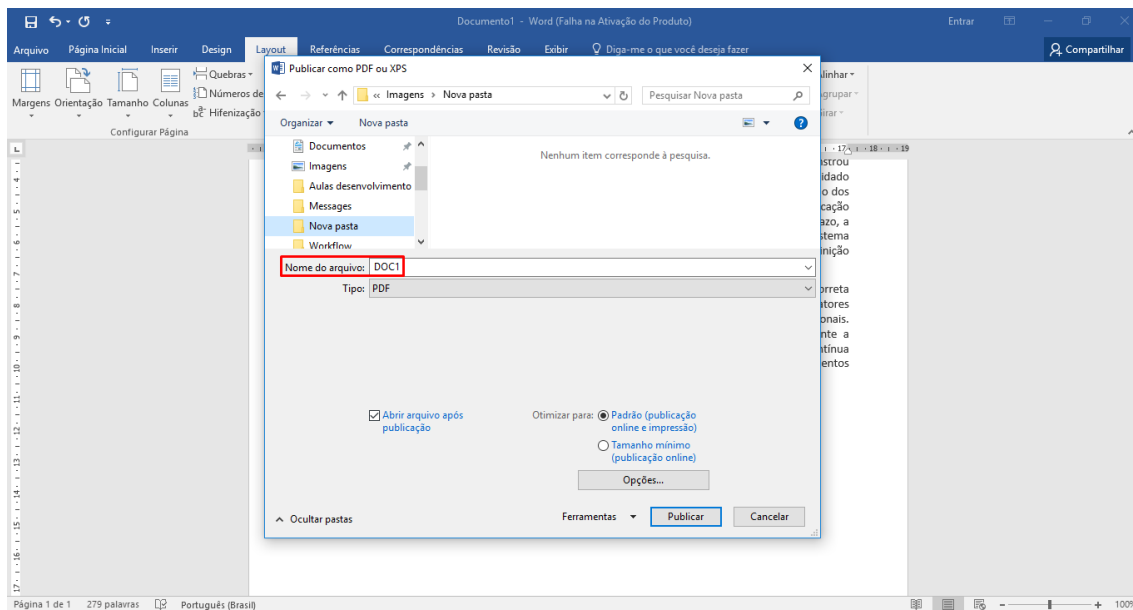 Documento1 - Word (Falha na Ativação do Produto)
Entrar
Arquivo Página Inicial Inserir Design Layout Referências Correspondências Revisão Exibir Diga-me o que você deseja fazer Compartilhar
Margens Orientação Tamanho Colunas
Quebras
Números de
Hifenização
Configurar Página
Publicar como PDF ou XPS
« Imagens › Nova pasta
Pesquisar Nova pasta
Organizar Nova pasta
Documentos
Imagens
Aulas desenvolvimento
Messages
Nova pasta
Workflow
Nenhum item corresponde à pesquisa.
Nome do arquivo: DOC1
Tipo: PDF
Abrir arquivo após
publicação
Otimizar para: Padrão (publicação
online e impressão)
Tamanho mínimo
(publicação online)
Opções...
Ocultar pastas
Ferramentas Publicar Cancelar
Página 1 de 1 279 palavras Português (Brasil)
100%